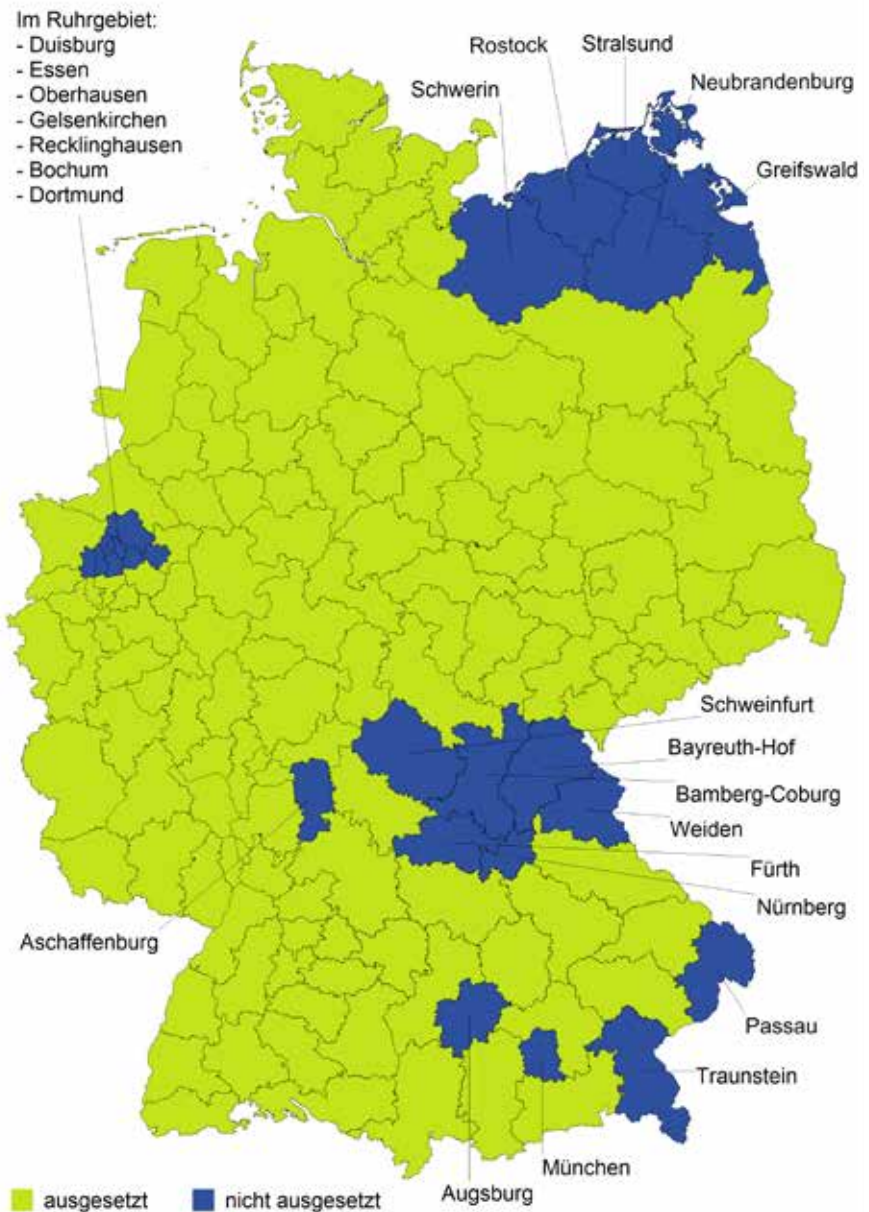 Im Ruhrgebiet:
- Duisburg
- Essen
- Oberhausen
- Gelsenkirchen
- Recklinghausen
- Bochum
- Dortmund
Rostock
Stralsund
Schwerin
Neubrandenburg
Greifswald
Schweinfurt
Bayreuth-Hof
Bamberg-Coburg
Weiden
Fürth
Nürnberg
Aschaffenburg
Passau
Traunstein
München
Augsburg
ausgesetzt
nicht ausgesetzt